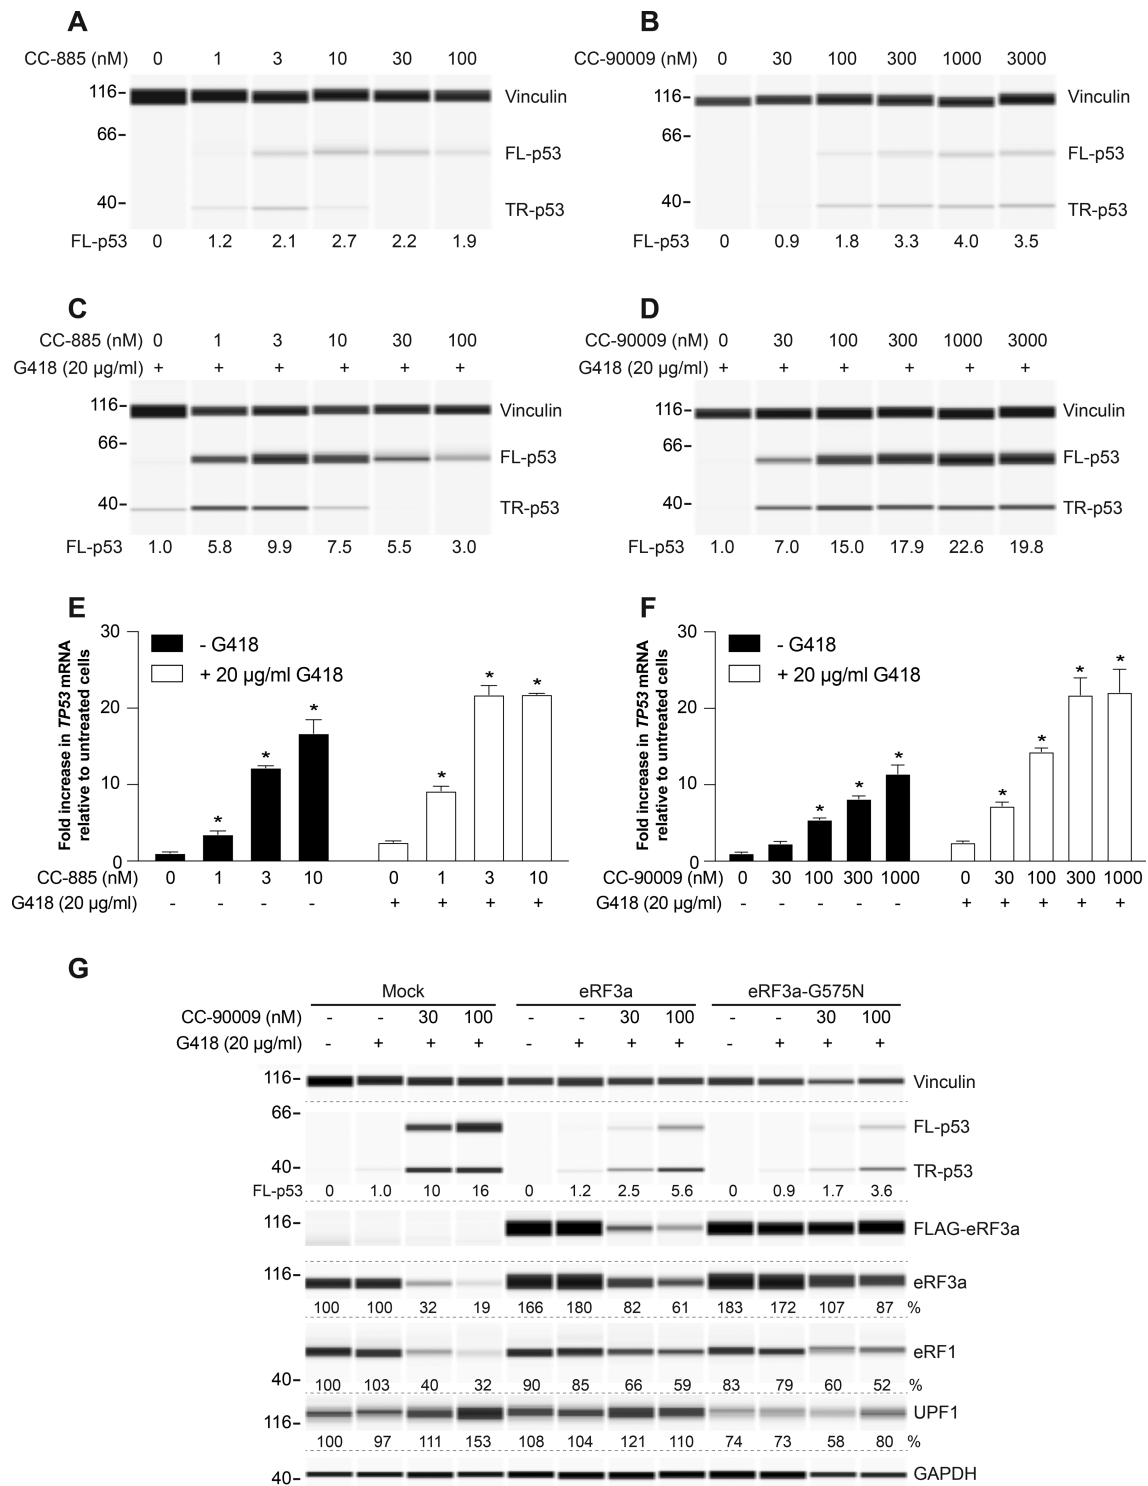 A
CC-885 (nM) 0 1 3 10 30 100
116- Vinculin
66-
FL-p53
40- TR-p53
FL-p53 0 1.2 2.1 2.7 2.2 1.9
B
CC-90009 (nM) 0 30 100 300 1000 3000
116- Vinculin
66-
FL-p53
40- TR-p53
FL-p53 0 0.9 1.8 3.3 4.0 3.5
C
CC-885 (nM) 0 1 3 10 30 100
G418 (20 µg/ml) + + + + + +
116- Vinculin
66-
FL-p53
40- TR-p53
FL-p53 1.0 5.8 9.9 7.5 5.5 3.0
D
CC-90009 (nM) 0 30 100 300 1000 3000
G418 (20 µg/ml) + + + + + +
116- Vinculin
66-
FL-p53
40- TR-p53
FL-p53 1.0 7.0 15.0 17.9 22.6 19.8
E
Fold increase in TP53 mRNA
relative to untreated cells
30
20
10
0
- G418
+ 20 µg/ml G418
* * * * * *
CC-885 (nM) 0 1 3 10 0 1 3 10
G418 (20 µg/ml) - - - - + + + +
F
Fold increase in TP53 mRNA
relative to untreated cells
30
20
10
0
- G418
+ 20 µg/ml G418
* * * * * * *
CC-90009 (nM) 0 30 100 300 1000 0 30 100 300 1000
G418 (20 µg/ml) - - - - - + + + + +
G
Mock eRF3a eRF3a-G575N
CC-90009 (nM) - - 30 100 - - 30 100 - - 30 100
G418 (20 µg/ml) - + + + - + + + - + + +
116- Vinculin
66-
FL-p53
40- TR-p53
FL-p53 0 1.0 10 16 0 1.2 2.5 5.6 0 0.9 1.7 3.6
116- FLAG-eRF3a
116- eRF3a
100 100 32 19 166 180 82 61 183 172 107 87 %
eRF1
40-
100 103 40 32 90 85 66 59 83 79 60 52 %
UPF1
116-
100 97 111 153 108 104 121 110 74 73 58 80 %
40- GAPDH